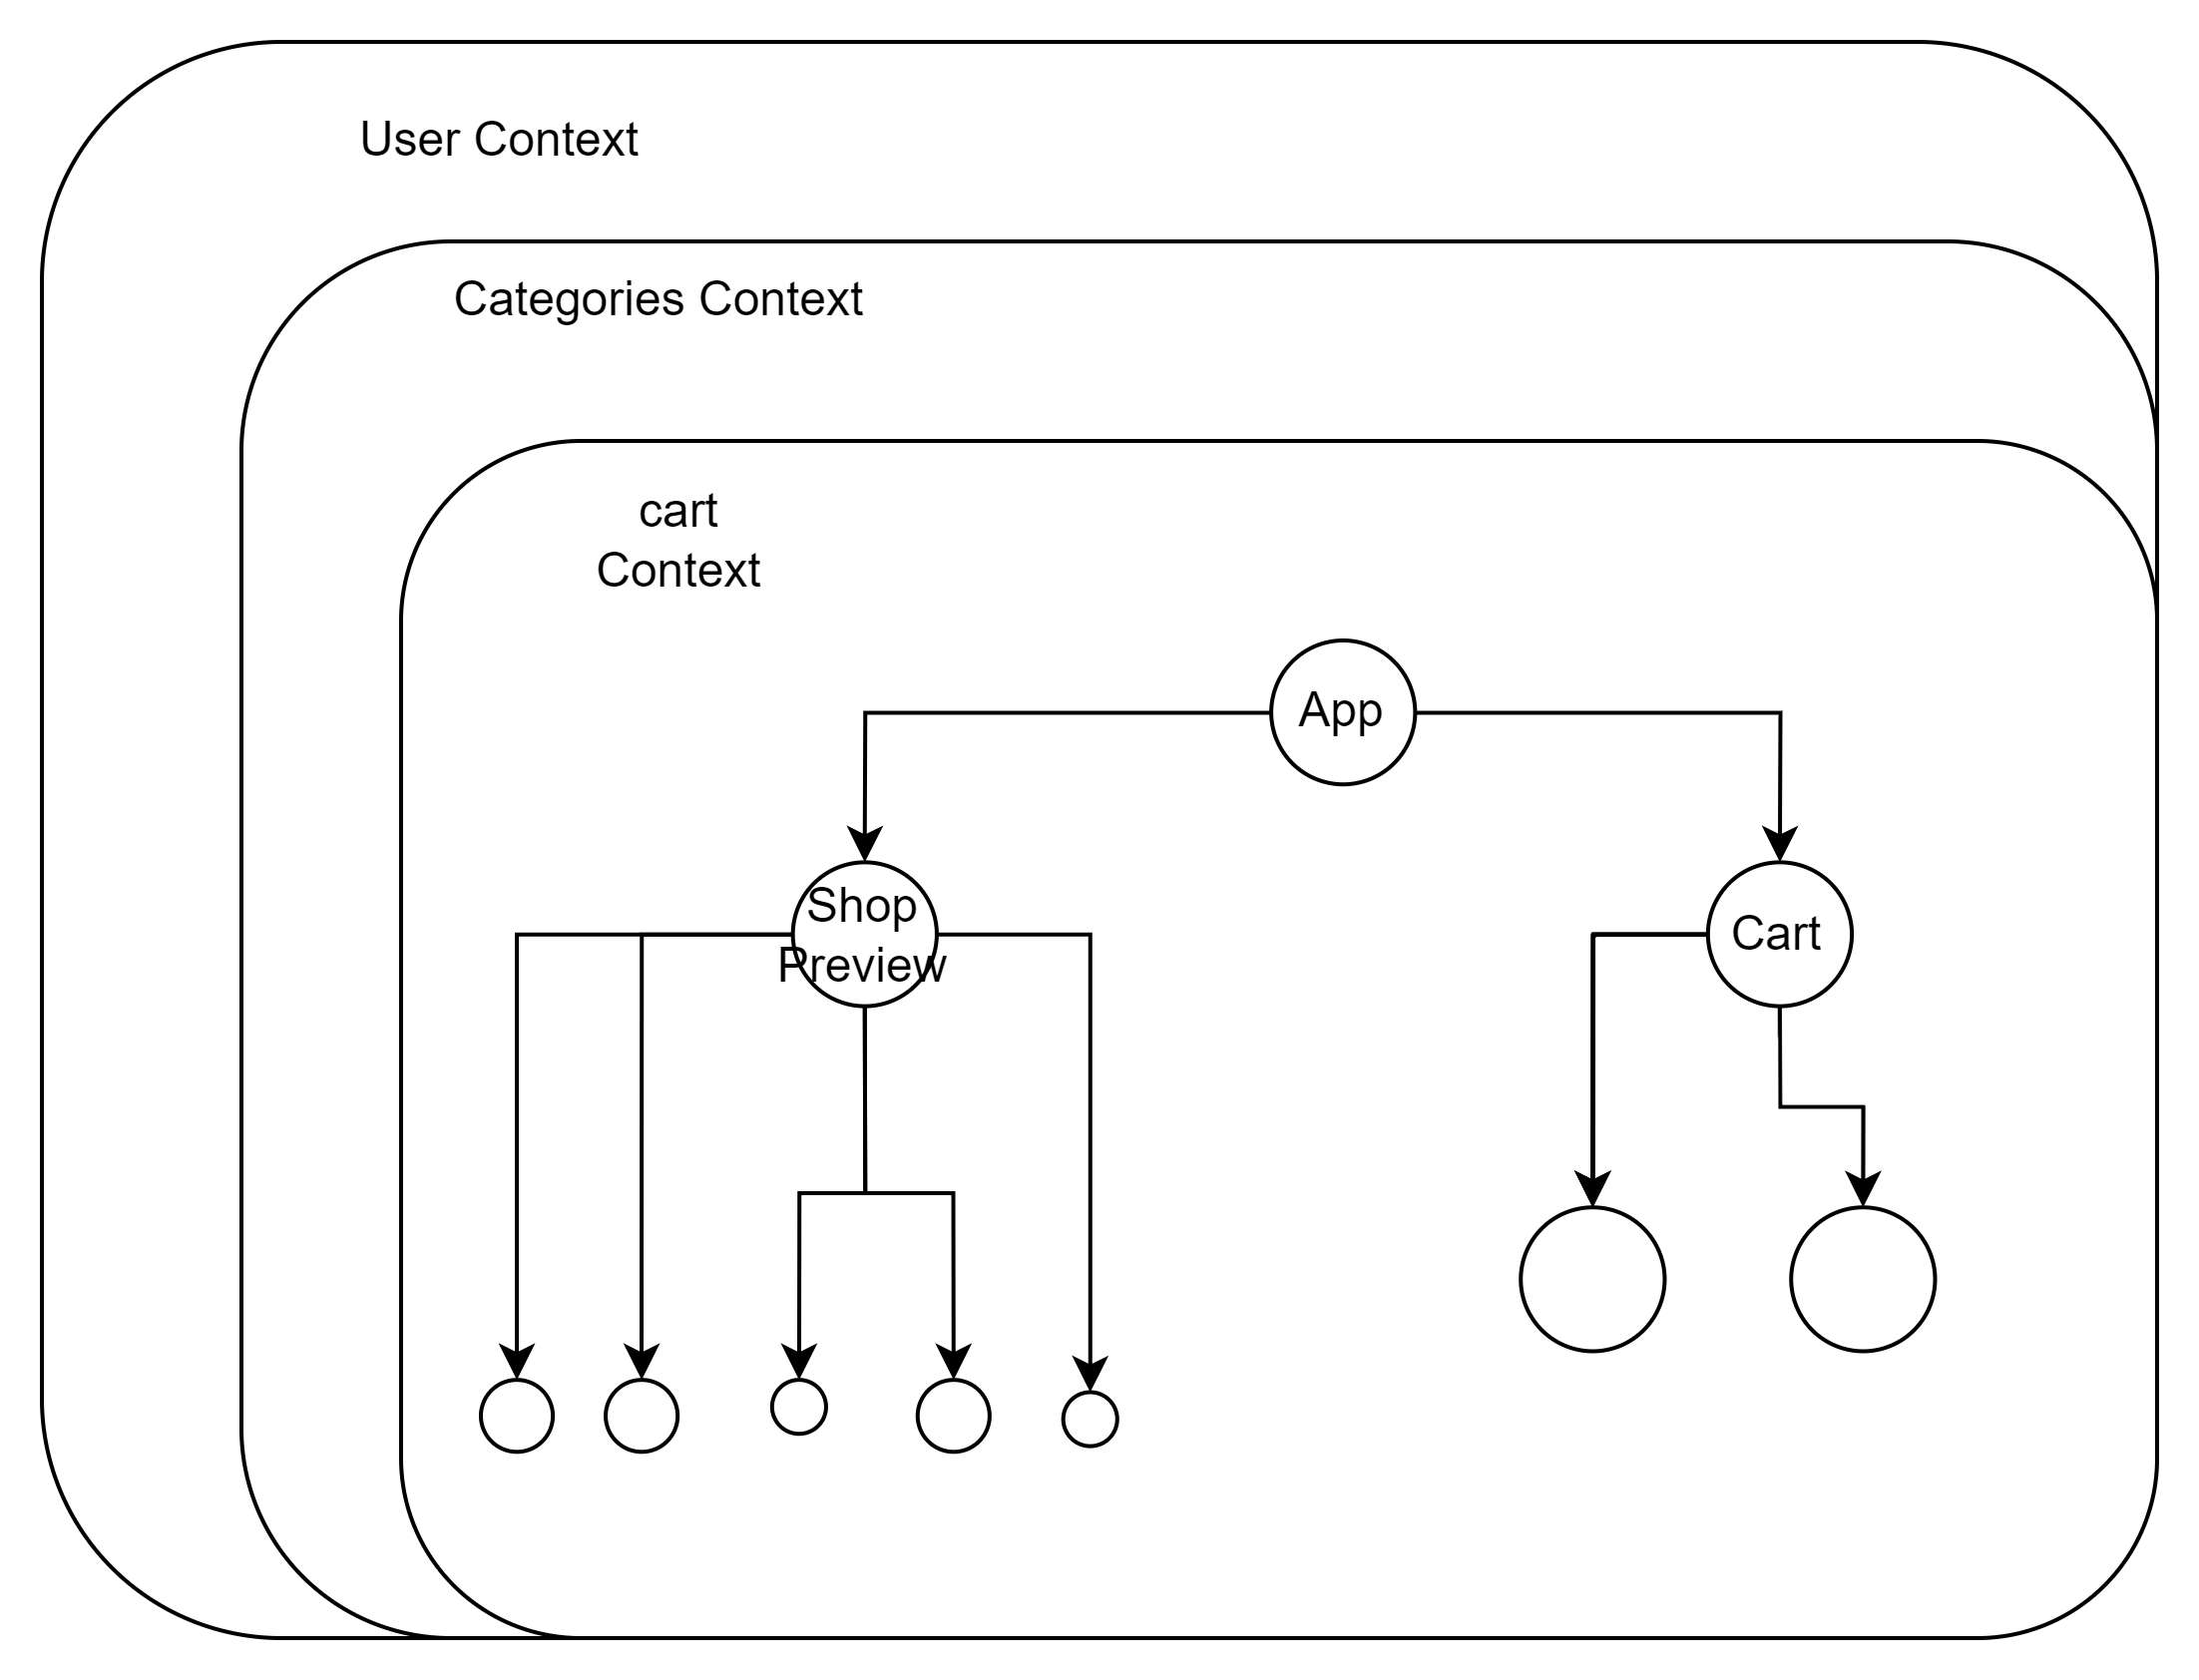 User Context
Categories Context
cart
Context
App
Shop
Preview
Cart